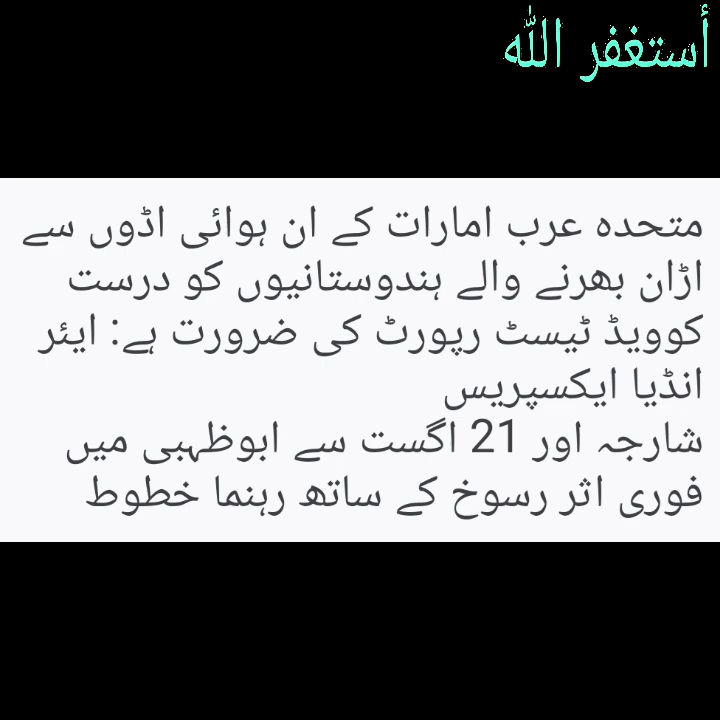 أستغفر الله
متحدہ عرب امارات کے ان ہوائی اڈوں سے
اڑان بھرنے والے ہندوستانیوں کو درست
کوویڈ ٹیسٹ رپورٹ کی ضرورت ہے: ایئر
انڈیا ایکسپریس
شارجہ اور 21 اگست سے ابوظہبی میں
فوری اثر رسوخ کے ساتھ رہنما خطوط